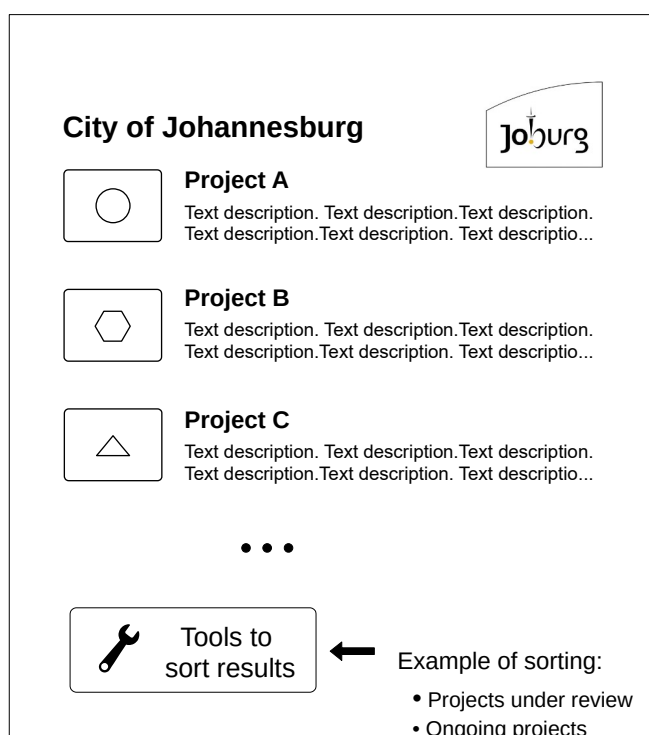 City of Johannesburg
Joburg
Project A
Text description. Text description.Text description.
Text description.Text description. Text descriptio...
Project B
Text description. Text description.Text description.
Text description.Text description. Text descriptio...
Project C
Text description. Text description.Text description.
Text description.Text description. Text descriptio...
• • •
Tools to
sort results
Example of sorting:
• Projects under review
• Ongoing projects